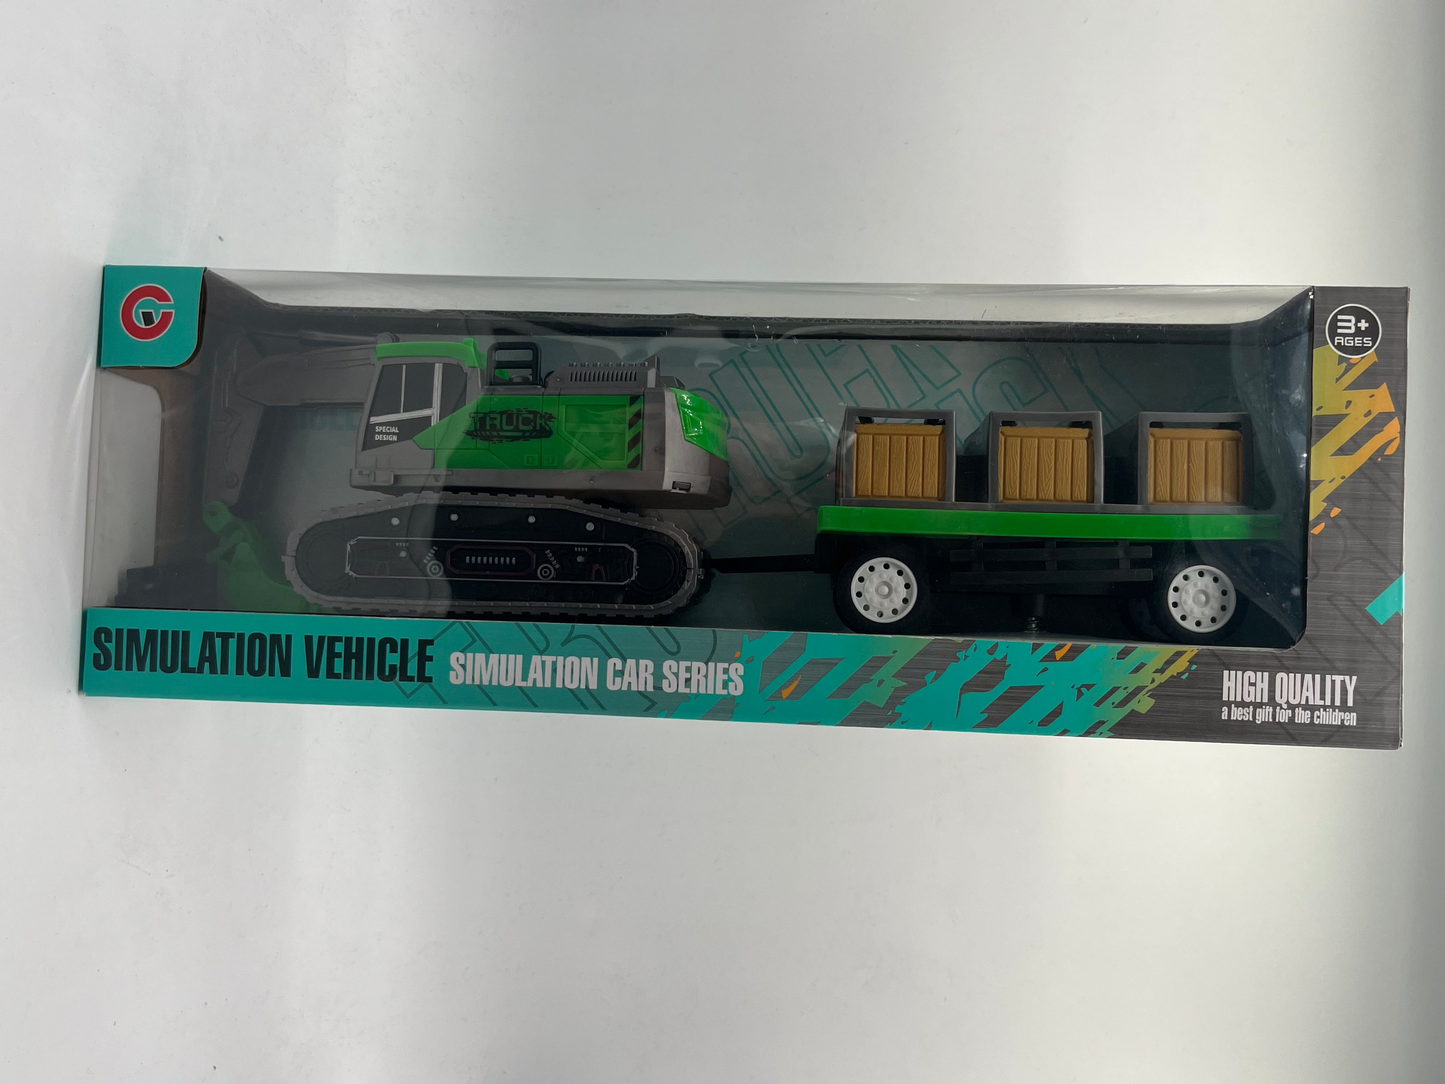 3+
AGES
SPECIAL
DESIGN
TRUCK
SIMULATION VEHICLE
SIMULATION CAR SERIES
HIGH QUALITY
a best gift for the children